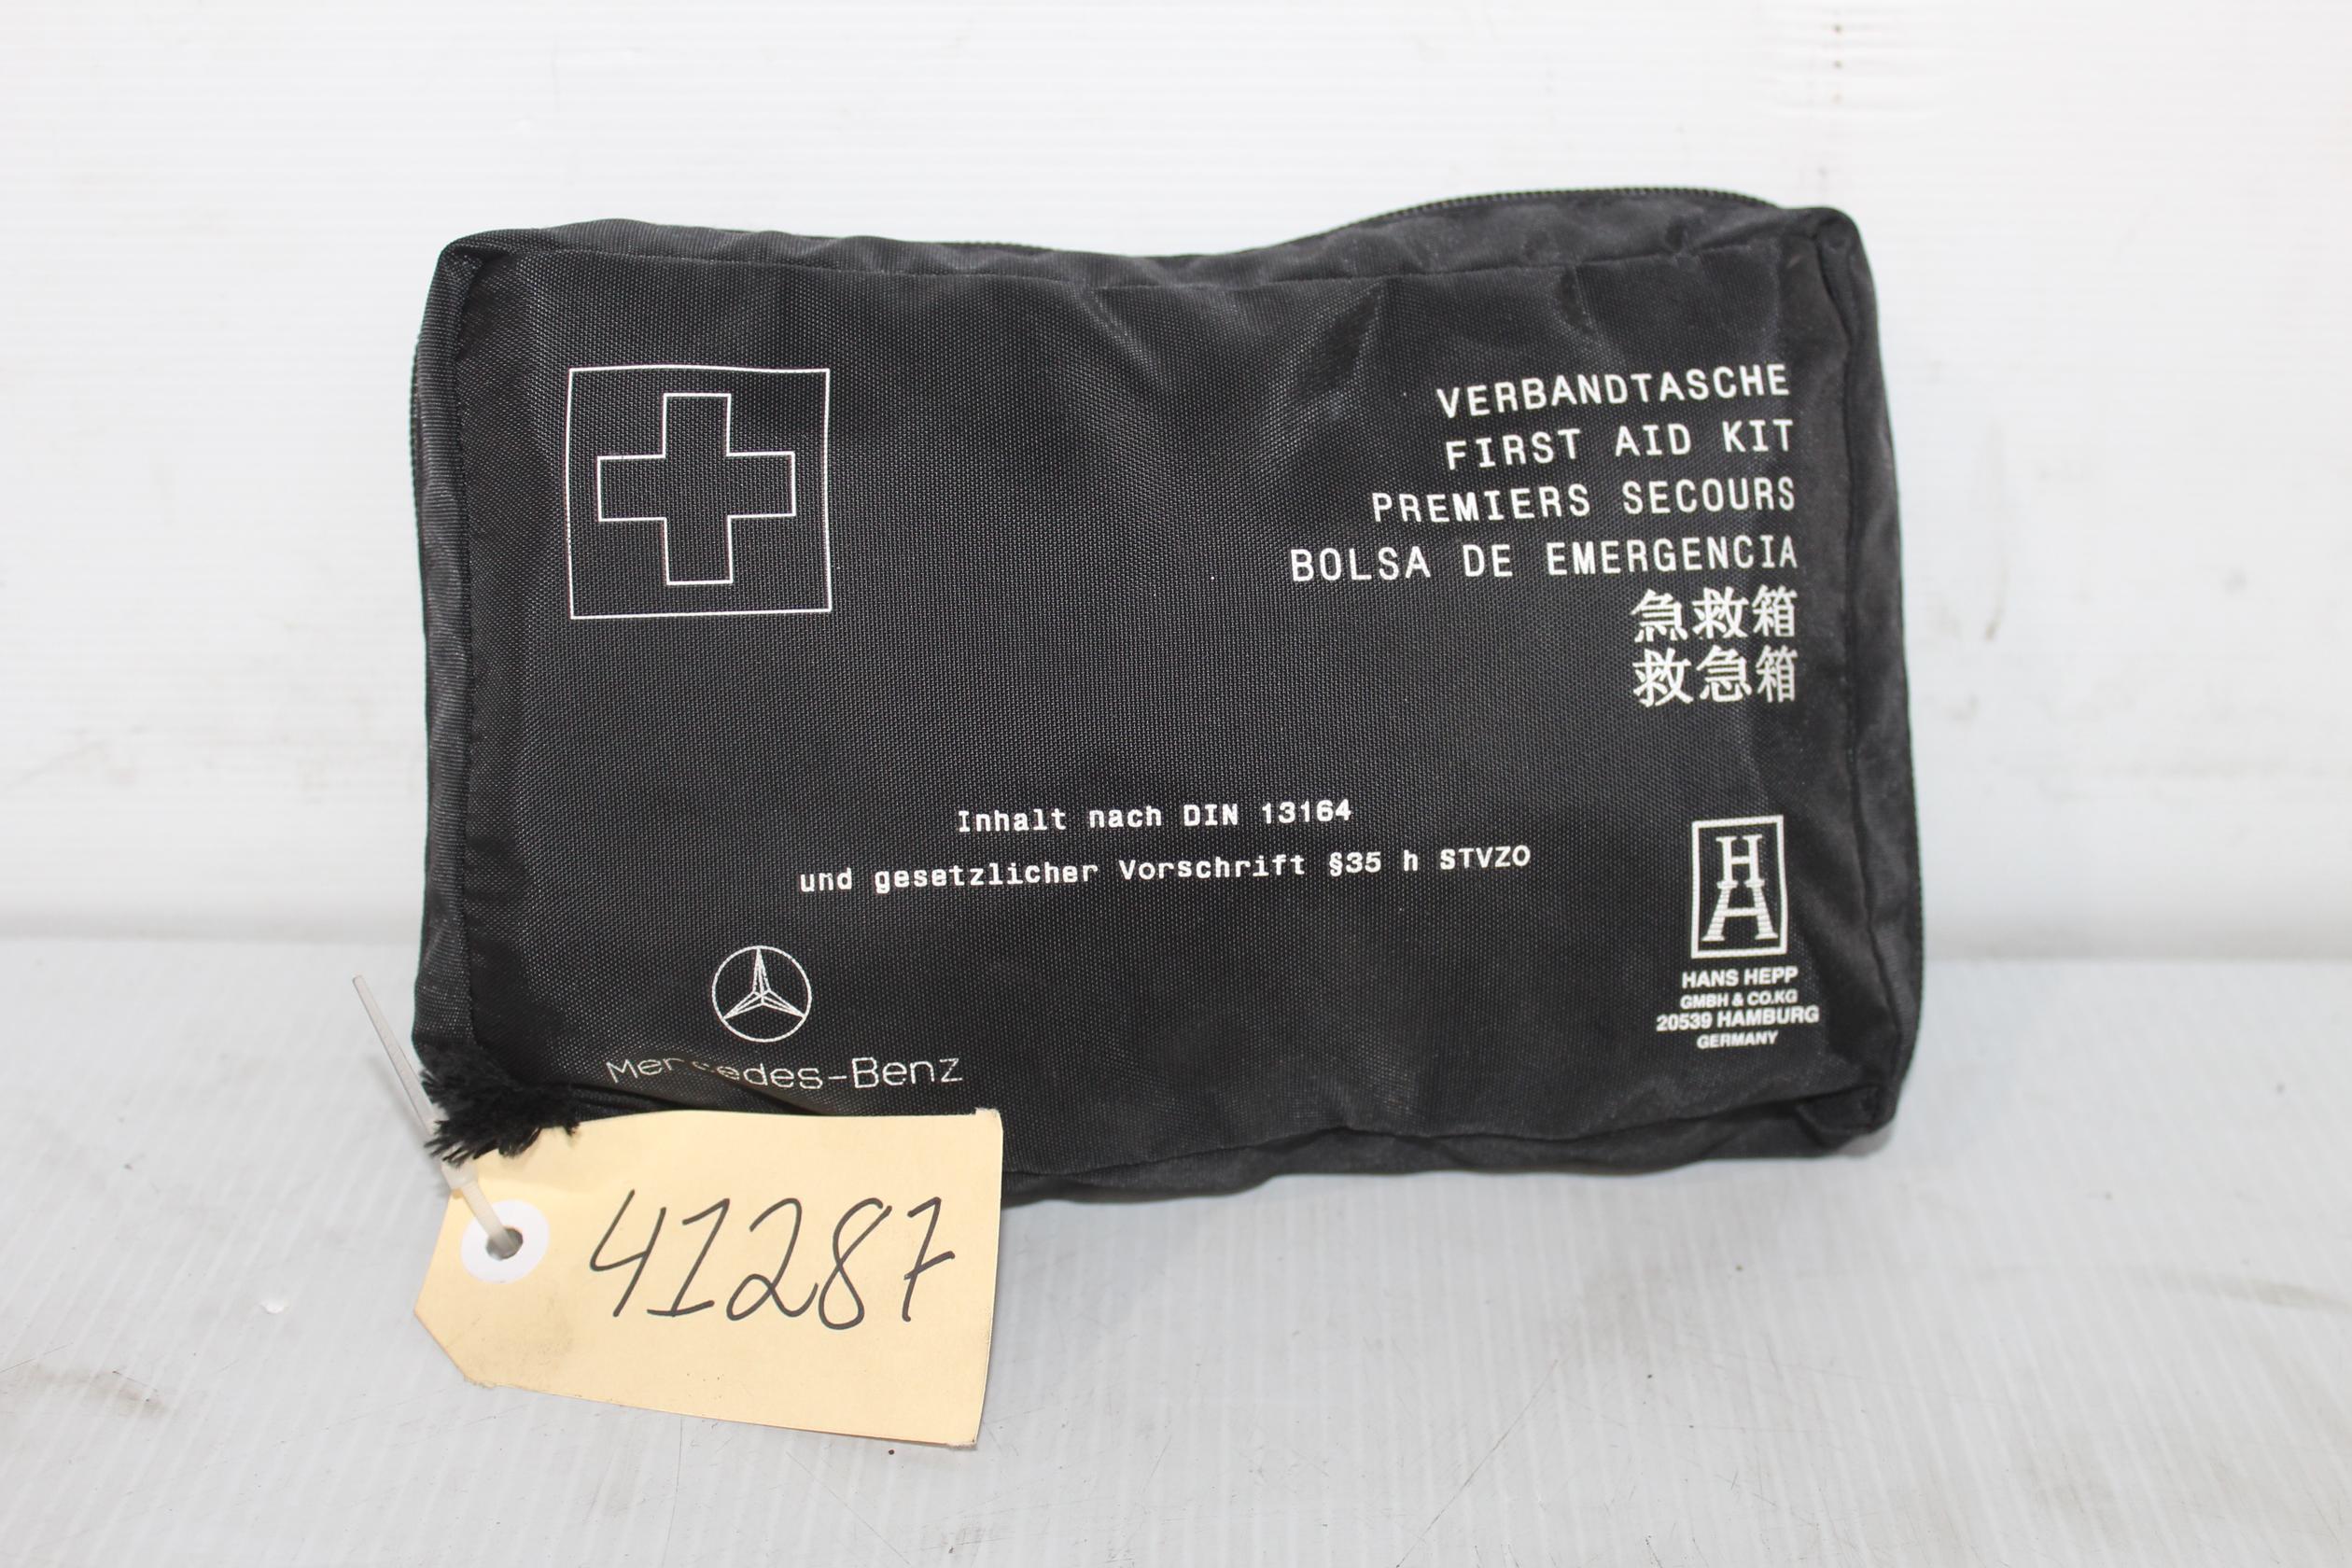 VERBANDTASCHE
FIRST AID KIT
PREMIERS SECOURS
BOLSA DE EMERGENCIA
急救箱
救急箱
Inhalt nach DIN 13164
und gesetzlicher Vorschrift §35 h STVZO
HA
HANS HEPP
GMBH & CO.KG
20539 HAMBURG
GERMANY
Mercedes-Benz
41287